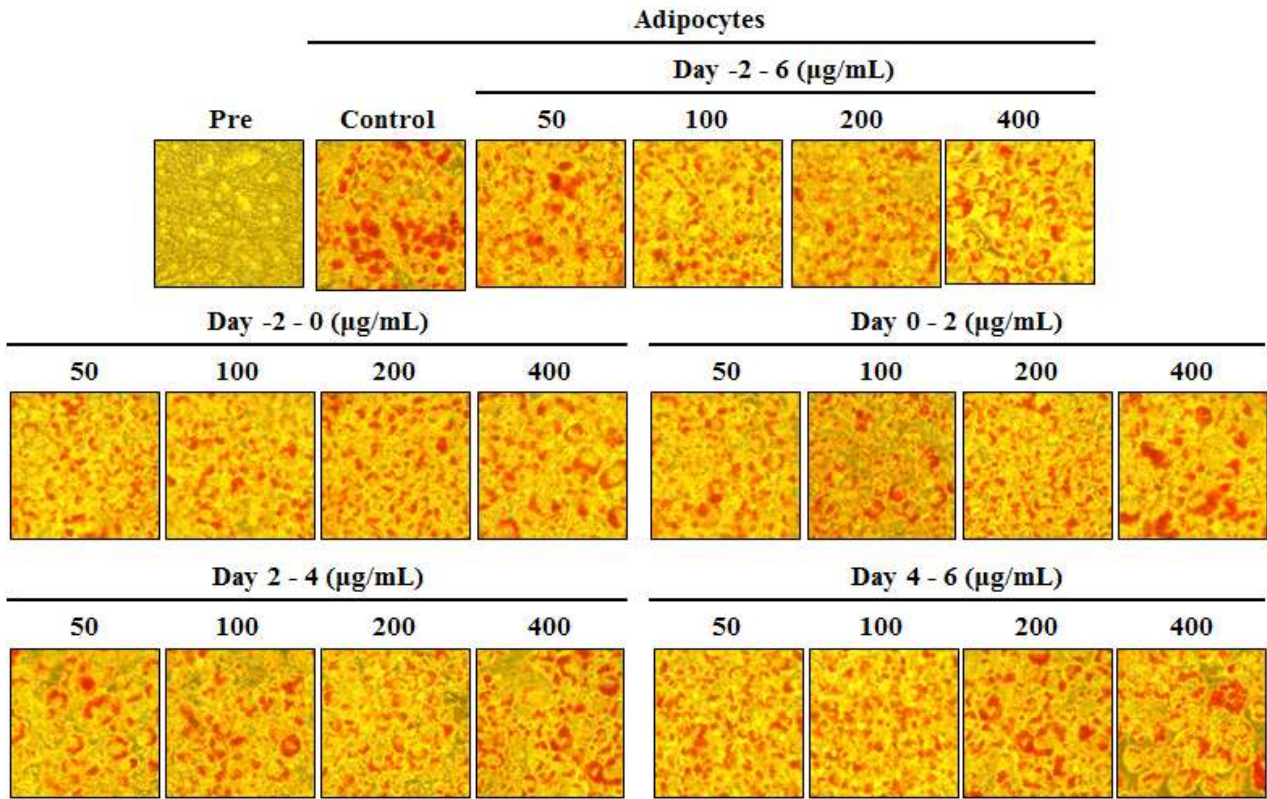 Adipocytes
Day -2 - 6 (µg/mL)
Pre Control 50 100 200 400
Day -2 - 0 (µg/mL) Day 0 - 2 (µg/mL)
50 100 200 400 50 100 200 400
Day 2 - 4 (µg/mL) Day 4 - 6 (µg/mL)
50 100 200 400 50 100 200 400